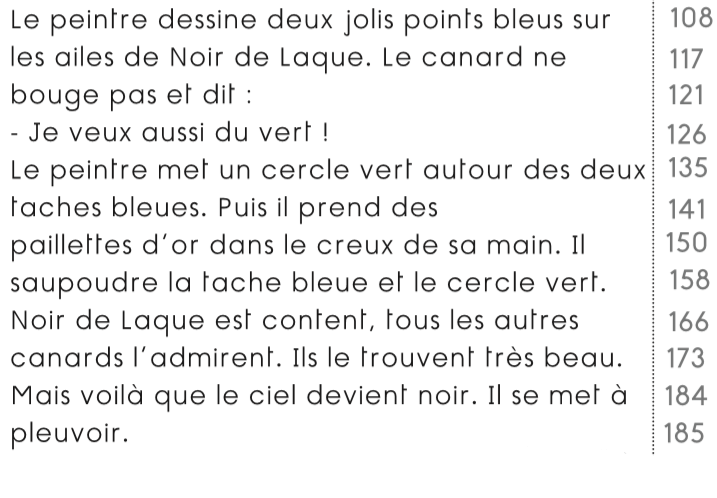 Le peintre dessine deux jolis points bleus sur 108
les ailes de Noir de Laque. Le canard ne 117
bouge pas et dit : 121
- Je veux aussi du vert ! 126
Le peintre met un cercle vert autour des deux 135
taches bleues. Puis il prend des 141
paillettes d'or dans le creux de sa main. Il 150
saupoudre la tache bleue et le cercle vert. 158
Noir de Laque est content, tous les autres 166
canards l'admirent. Ils le trouvent très beau. 173
Mais voilà que le ciel devient noir. Il se met à 184
pleuvoir. 185